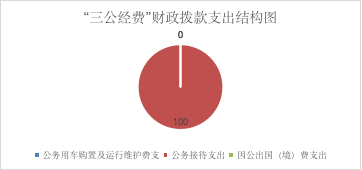 “三公经费”财政拨款支出结构图
0
100
公务用车购置及运行维护费支 公务接待支出 因公出国（境）费支出